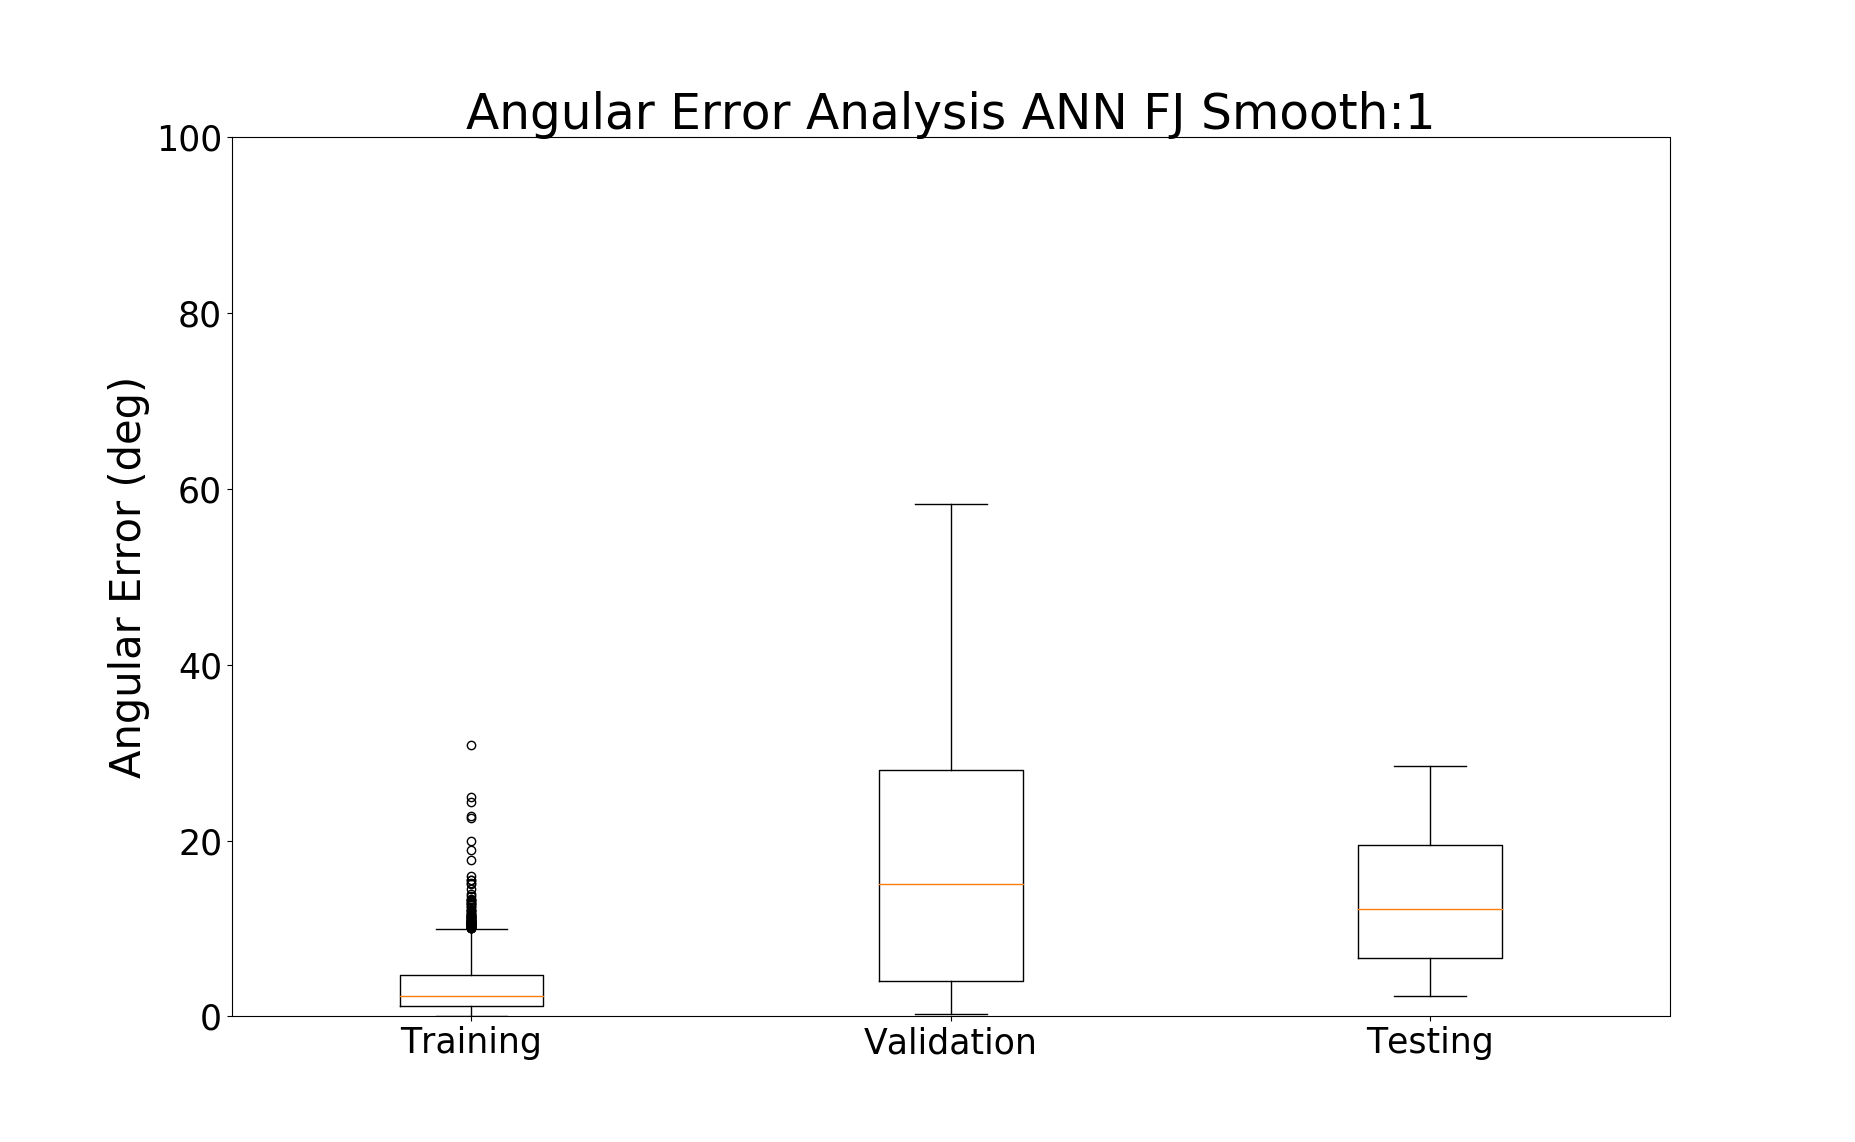 Angular Error Analysis ANN FJ Smooth:1
100
80
60
40
20
0
Angular Error (deg)
Training
Validation
Testing